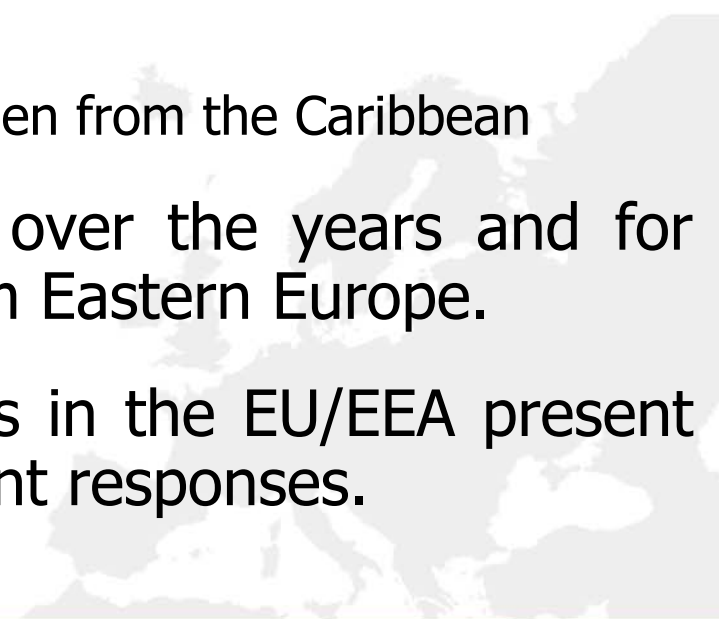 en from the Caribbean
over the years and for
n Eastern Europe.
s in the EU/EEA present
nt responses.